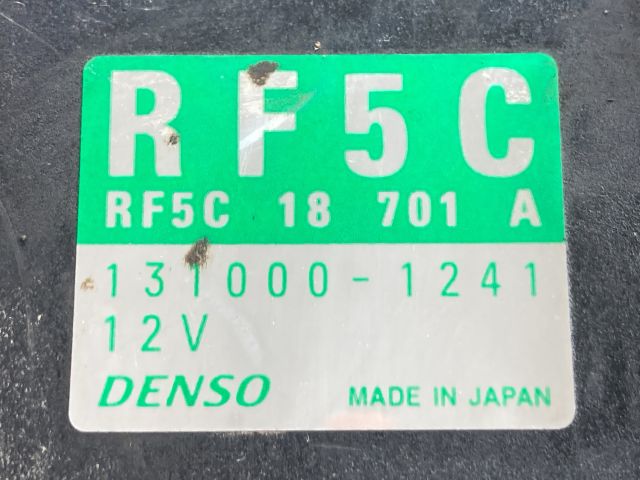 RF5C
RF5C 18 701 A
131000-1241
12V
DENSO MADE IN JAPAN